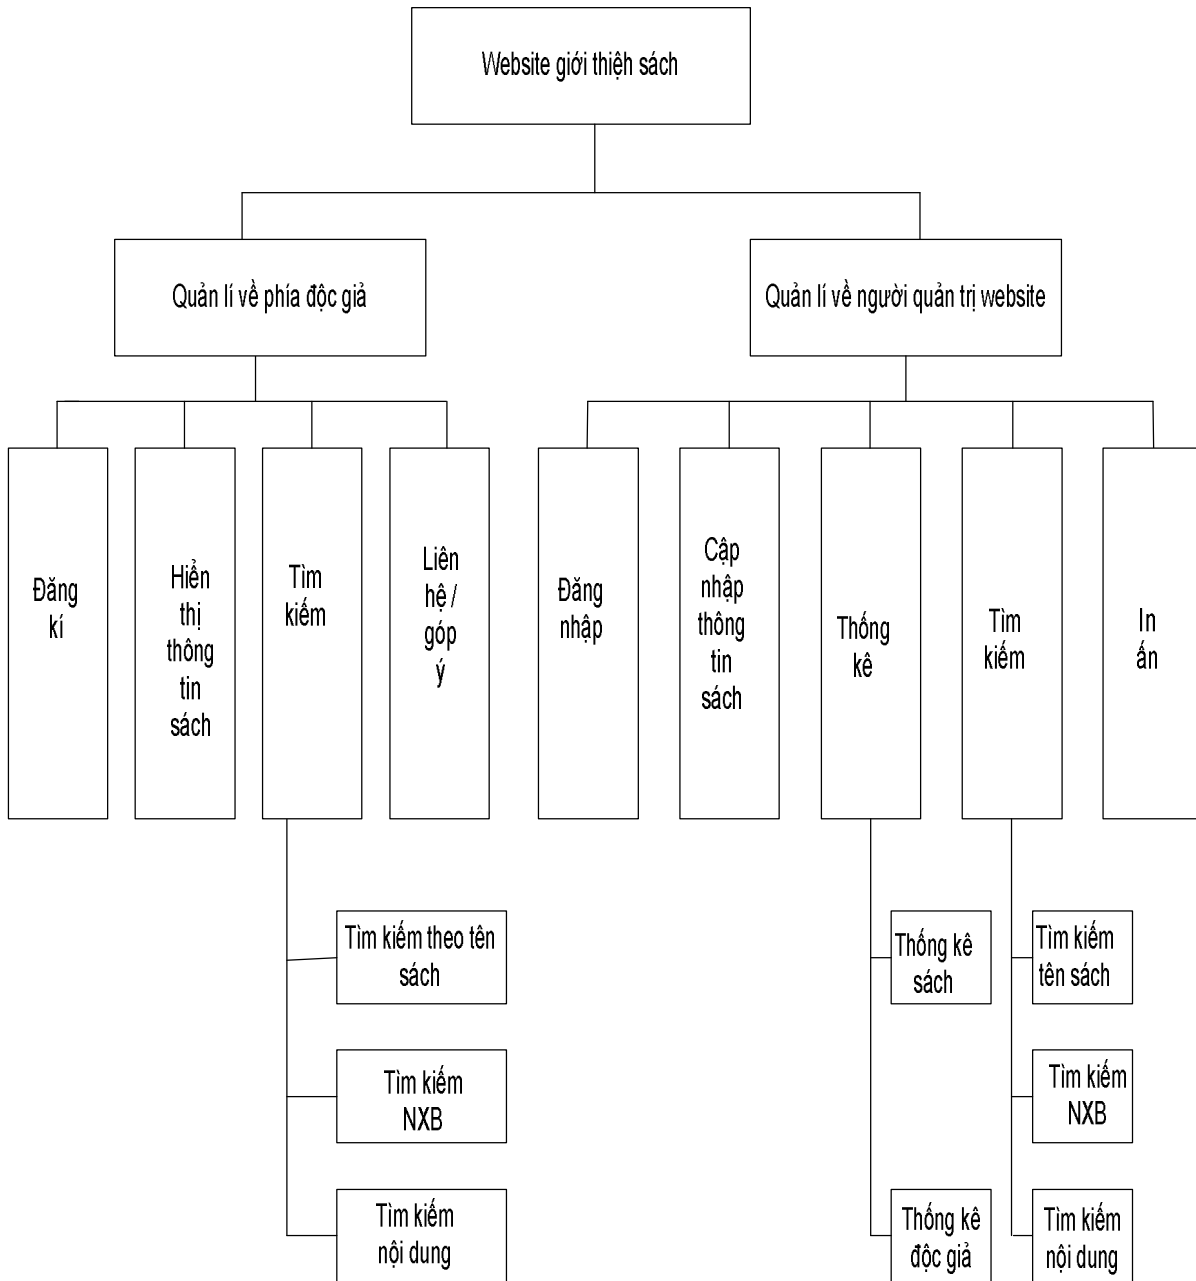 Website giới thiệh sách
Quản lí về phía độc giả
Quản lí về người quản trị website
Đăng
kí
Hiển
thị
thông
tin
sách
Tìm
kiếm
Liên
hệ /
góp
ý
Đăng
nhập
Cập
nhập
thông
tin
sách
Thống
kê
Tìm
kiếm
In
ấn
Tìm kiếm theo tên
sách
Tìm kiếm
NXB
Tìm kiếm
nội dung
Thống kê
sách
Thống kê
độc giả
Tìm kiếm
tên sách
Tìm kiếm
NXB
Tìm kiếm
nội dung